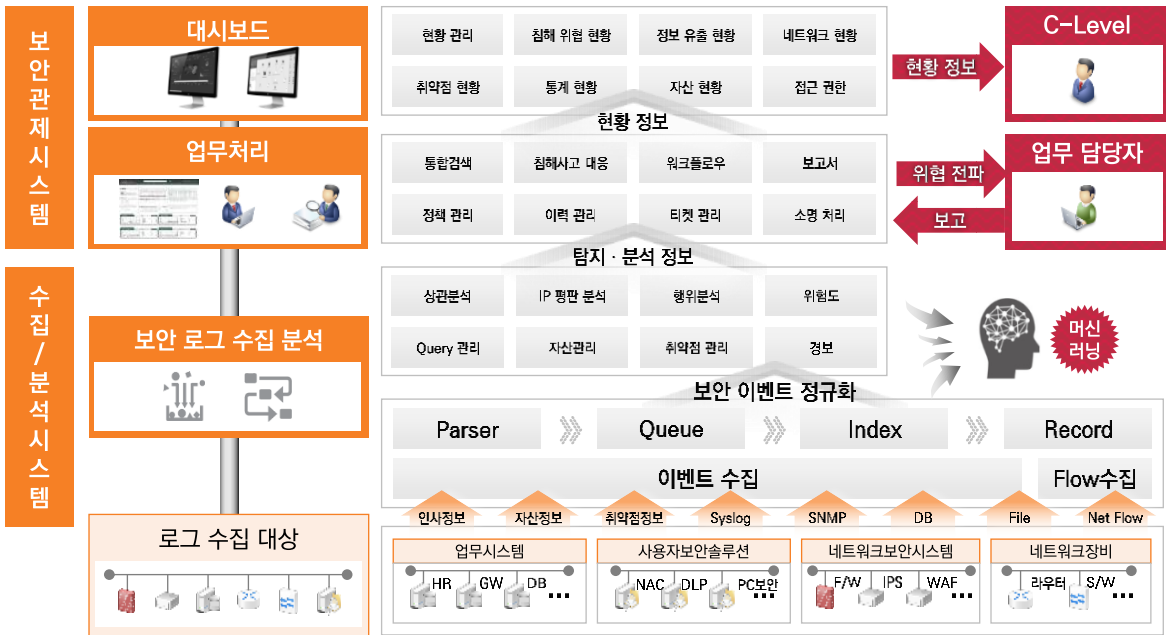 보안관제시스템
대시보드
현황 관리
침해 위협 현황
정보 유출 현황
네트워크 현황
취약점 현황
통계 현황
자산 현황
접근 권한
현황 정보
C-Level
현황 정보
업무처리
통합검색
침해사고 대응
워크플로우
보고서
정책 관리
이력 관리
티켓 관리
소명 처리
위협 전파
보고
업무 담당자
탐지 · 분석 정보
수집/분석시스템
보안 로그 수집 분석
상관분석
IP 평판 분석
행위분석
위험도
Query 관리
자산관리
취약점 관리
경보
머신
러닝
보안 이벤트 정규화
Parser
Queue
Index
Record
이벤트 수집
Flow수집
인사정보
자산정보
취약점정보
Syslog
SNMP
DB
File
Net Flow
로그 수집 대상
업무시스템
HR
GW
DB
...
사용자보안솔루션
NAC
DLP
PC보안
...
네트워크보안시스템
F/W
IPS
WAF
...
네트워크장비
라우터
S/W
...